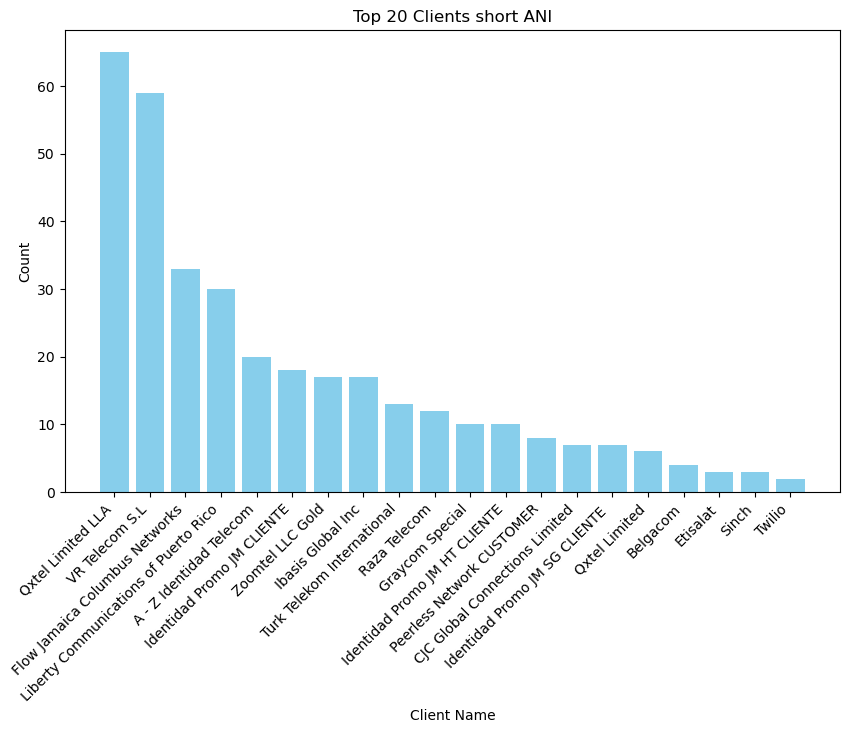 Top 20 Clients short ANI
Count
60
50
40
30
20
10
0
Qxtel Limited LLA
VR Telecom S.L
Flow Jamaica Columbus Networks
Liberty Communications of Puerto Rico
A - Z Identidad Telecom
Identidad Promo JM CLIENTE
Zoomtel LLC Gold
Ibasis Global Inc
Turk Telekom International
Raza Telecom
Graycom Special
Identidad Promo JM HT CLIENTE
Peerless Network CUSTOMER
CJC Global Connections Limited
Identidad Promo JM SG CLIENTE
Qxtel Limited
Belgacom
Etisalat
Sinch
Twilio
Client Name